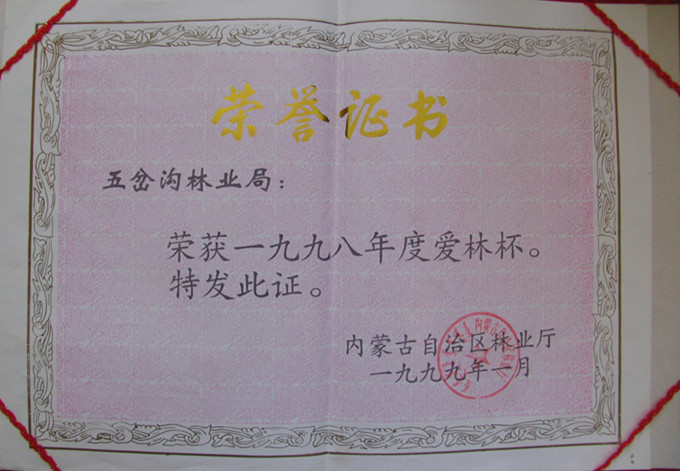 荣誉证书
五岔沟林业局：
荣获一九九八年度爱林杯。
特发此证。
内蒙古自治区林业厅
一九九九年一月